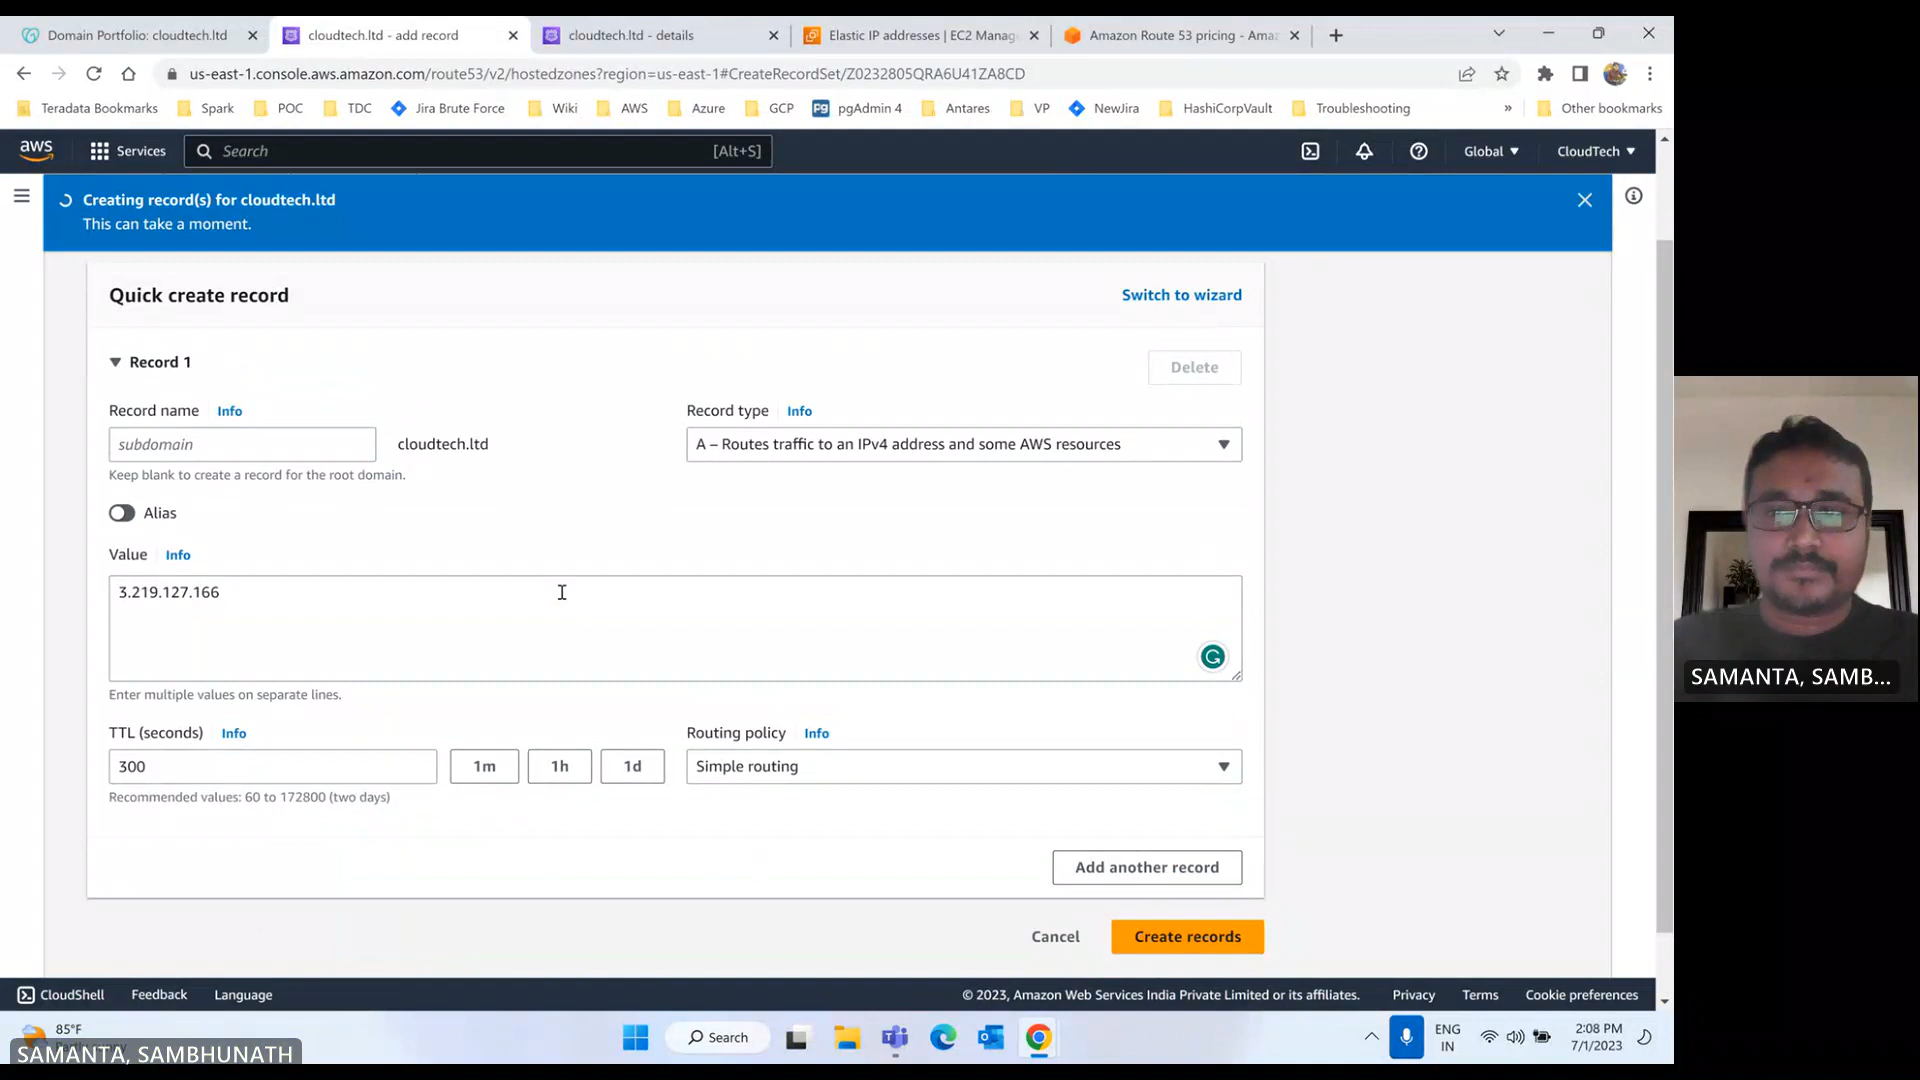 Domain Portfolio: cloudtech.ltd
cloudtech.ltd - add record
cloudtech.ltd - details
Elastic IP addresses | EC2 Manag
Amazon Route 53 pricing - Ama
us-east-1.console.aws.amazon.com/route53/v2/hostedzones?region=us-east-1#CreateRecordSet/Z0232805QRA6U41ZA8CD
Teradata Bookmarks
Spark
POC
TDC
Jira Brute Force
Wiki
AWS
Azure
GCP
pgAdmin 4
Antares
VP
NewJira
HashiCorpVault
Troubleshooting
»
Other bookmarks
aws
Services
Search
[Alt+S]
Global
CloudTech
Creating record(s) for cloudtech.ltd
This can take a moment.
Quick create record
Switch to wizard
Record 1
Delete
Record name Info
Record type Info
subdomain
cloudtech.ltd
A – Routes traffic to an IPv4 address and some AWS resources
Keep blank to create a record for the root domain.
Alias
Value Info
3.219.127.166
Enter multiple values on separate lines.
TTL (seconds) Info
Routing policy Info
300
1m
1h
1d
Simple routing
Recommended values: 60 to 172800 (two days)
Add another record
Cancel
Create records
CloudShell
Feedback
Language
© 2023, Amazon Web Services India Private Limited or its affiliates.
Privacy
Terms
Cookie preferences
85°F
Search
ENG
IN
2:08 PM
7/1/2023
SAMANTA, SAMBHUNATH
SAMANTA, SAMB...